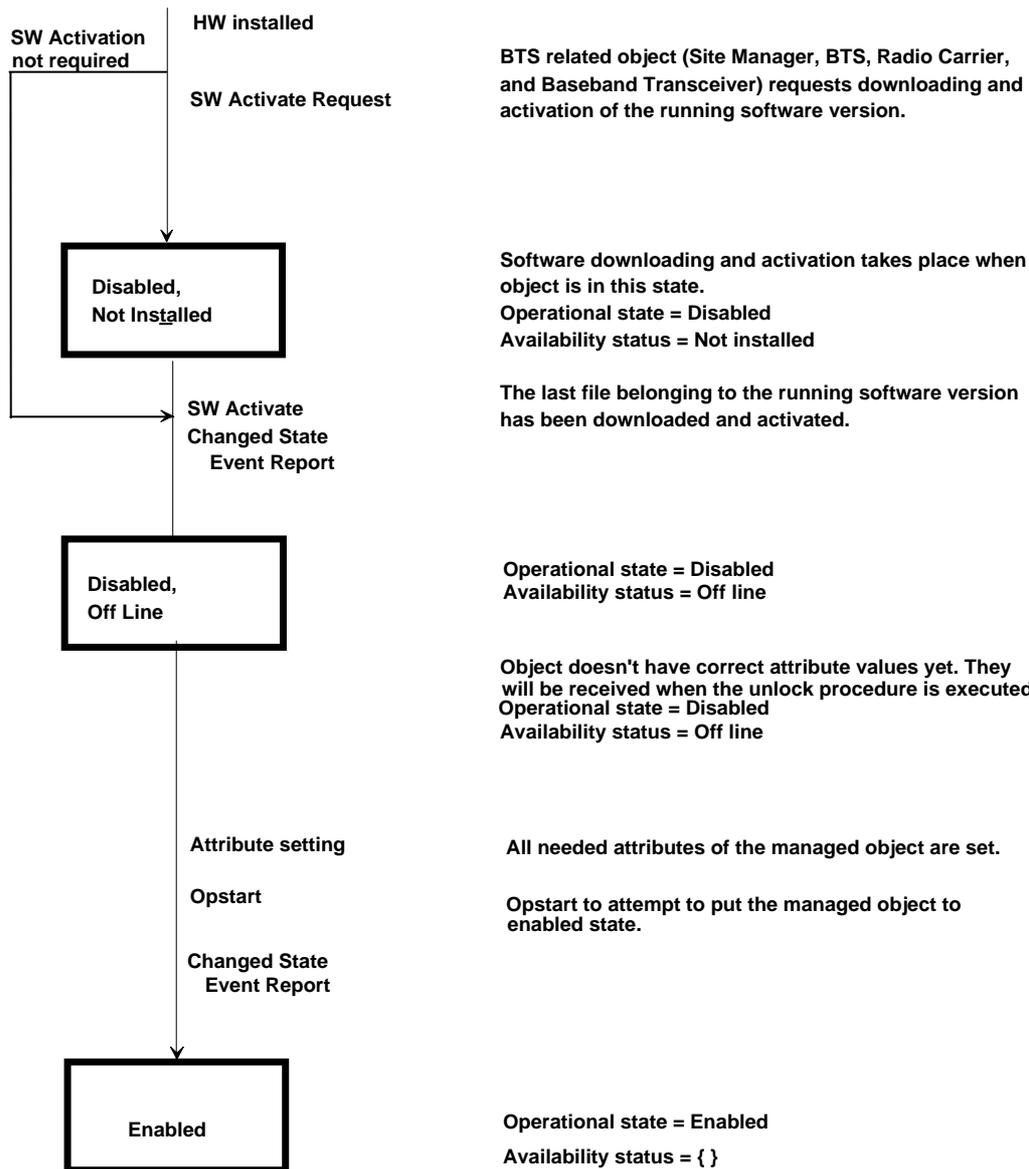 HW installed
SW Activation
not required
SW Activate Request
BTS related object (Site Manager, BTS, Radio Carrier,
and Baseband Transceiver) requests downloading and
activation of the running software version.
Disabled,
Not Installed
Software downloading and activation takes place when
object is in this state.
Operational state = Disabled
Availability status = Not installed
SW Activate
Changed State
Event Report
The last file belonging to the running software version
has been downloaded and activated.
Disabled,
Off Line
Operational state = Disabled
Availability status = Off line
Object doesn't have correct attribute values yet. They
will be received when the unlock procedure is executed
Operational state = Disabled
Availability status = Off line
Attribute setting
All needed attributes of the managed object are set.
Opstart
Opstart to attempt to put the managed object to
enabled state.
Changed State
Event Report
Enabled
Operational state = Enabled
Availability status = { }